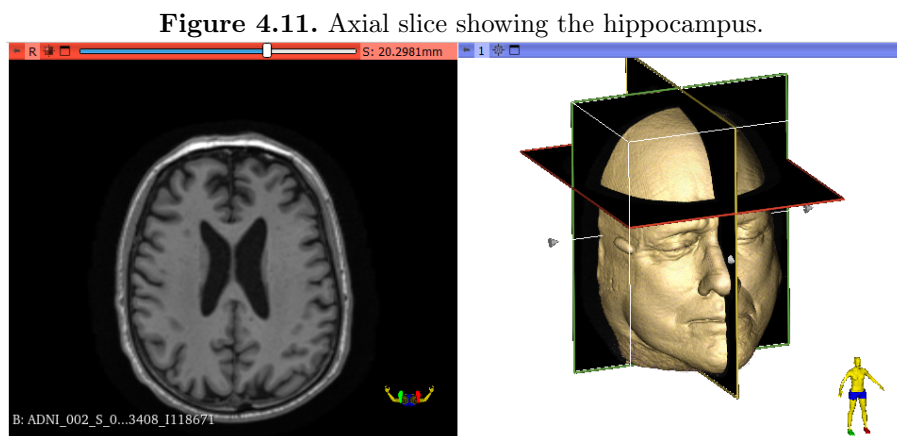 Figure 4.11. Axial slice showing the hippocampus.
R S: 20.2981mm
1
B: ADNI_002_S_0...3408_I118671